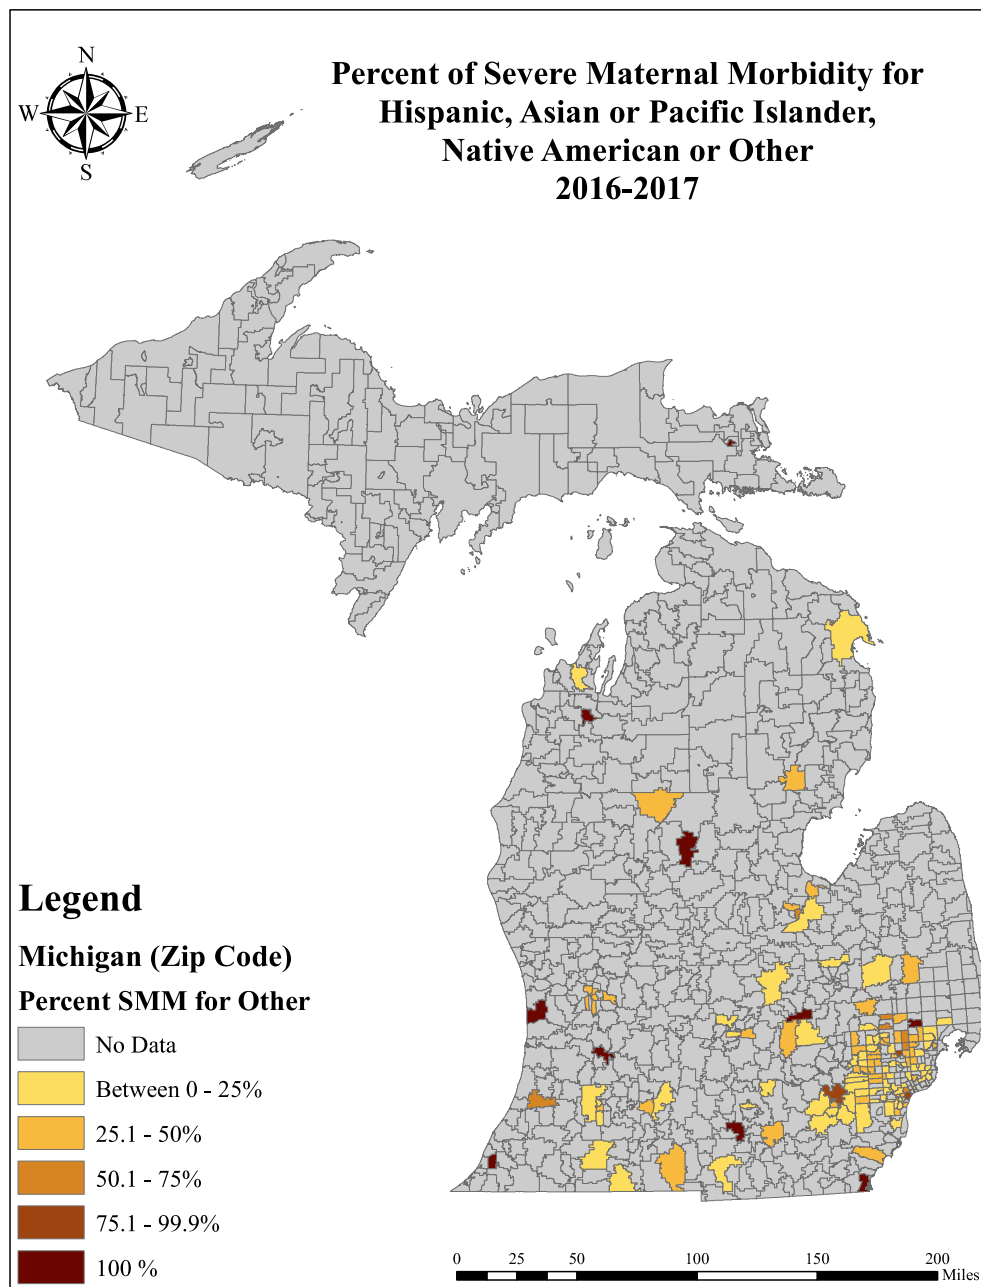 N
W E
S
Percent of Severe Maternal Morbidity for
Hispanic, Asian or Pacific Islander,
Native American or Other
2016-2017
Legend
Michigan (Zip Code)
Percent SMM for Other
No Data
Between 0 - 25%
25.1 - 50%
50.1 - 75%
75.1 - 99.9%
100 %
0 25 50 100 150 200
Miles